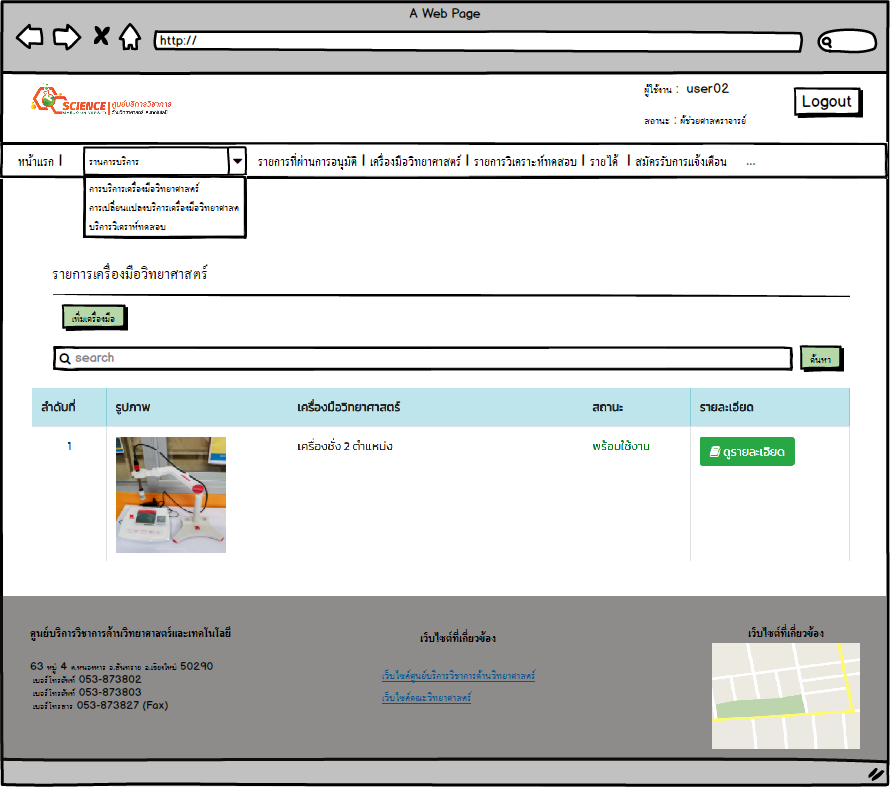 A Web Page
http://
SCIENCE ศูนย์บริการวิชาการ
ผู้ใช้งาน : user02
Logout
สถานะ : ผู้ช่วยศาสตราจารย์
หน้าแรก | รานการบริการ รายการที่ผ่านการอนุมัติ | เครื่องมือวิทยาศาสตร์ | รายการวิเคราะห์ทดสอบ | รายได้ | สมัครรับการแจ้งเตือน ...
การบริการเครื่องมือวิทยาศาสตร์
การเปลี่ยนแปลงบริการเครื่องมือวิทยาศาสต
บริการวิเคราห์ทดสอบ
รายการเครื่องมือวิทยาศาสตร์
เพิ่มเครื่องมือ
search
ค้นหา
ลำดับที่ รูปภาพ เครื่องมือวิทยาศาสตร์ สถานะ รายละเอียด
1 เครื่องชั่ง 2 ตำแหน่ง พร้อมใช้งาน ดูรายละเอียด
ศูนย์บริการวิชาการด้านวิทยาศาสตร์และเทคโนโลยี
63 หมู่ 4 ต.หนองหาร อ.สันทราย จ.เชียงใหม่ 50290
เบอร์โทรศัพท์ 053-873802
เบอร์โทรศัพท์ 053-873803
เบอร์โทรสาร 053-873827 (Fax)
เว็บไซต์ที่เกี่ยวข้อง
เว็บไซต์ศูนย์บริการวิชาการด้านวิทยาศาสตร์
เว็บไซต์คณะวิทยาศาสตร์
เว็บไซต์ที่เกี่ยวข้อง